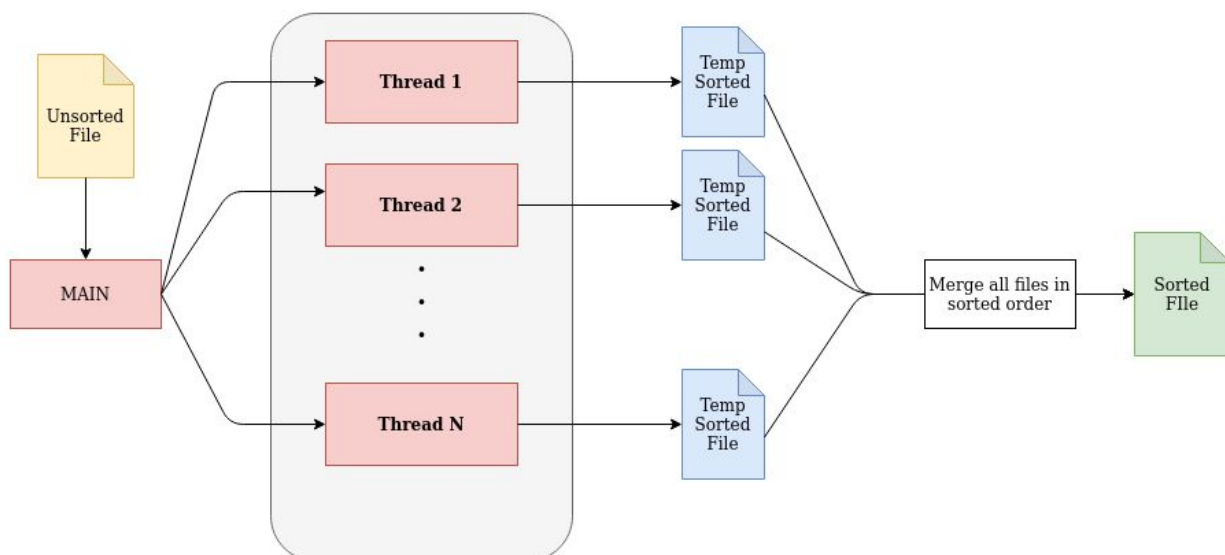 Unsorted
File
MAIN
Thread 1
Thread 2
Thread N
Temp
Sorted
File
Temp
Sorted
File
Temp
Sorted
File
Merge all files in
sorted order
Sorted
FIle